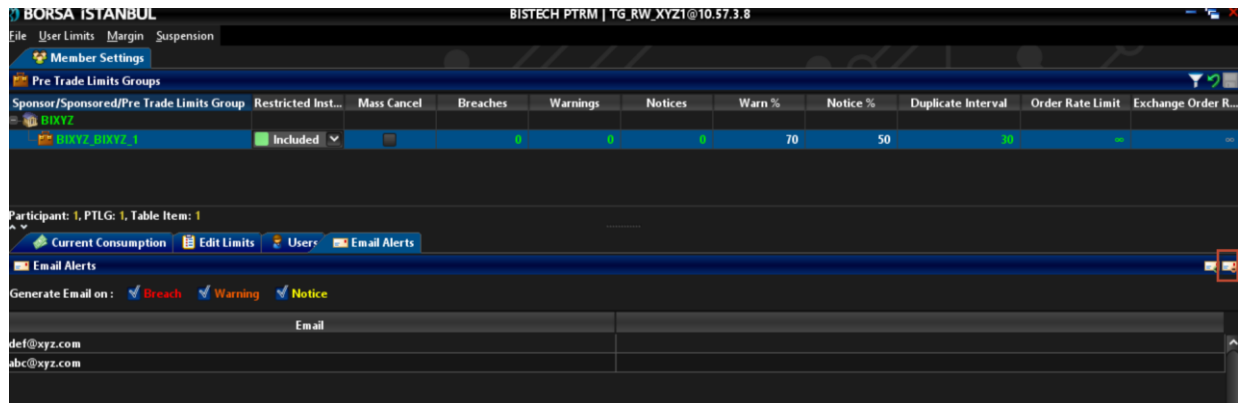 BORSA İSTANBUL
BISTECH PTRM | TG_RW_XYZ1@10.57.3.8
File User Limits Margin Suspension
Member Settings
Pre Trade Limits Groups
Sponsor/Sponsored/Pre Trade Limits Group Restricted Inst... Mass Cancel Breaches Warnings Notices Warn % Notice % Duplicate Interval Order Rate Limit Exchange Order R...
BIXYZ
BIXYZ_BIXYZ_1 Included 0 0 0 70 50 30 ∞ ∞
Participant: 1, PTLG: 1, Table Item: 1
Current Consumption Edit Limits Users Email Alerts
Email Alerts
Generate Email on : Breach Warning Notice
Email
def@xyz.com
abc@xyz.com